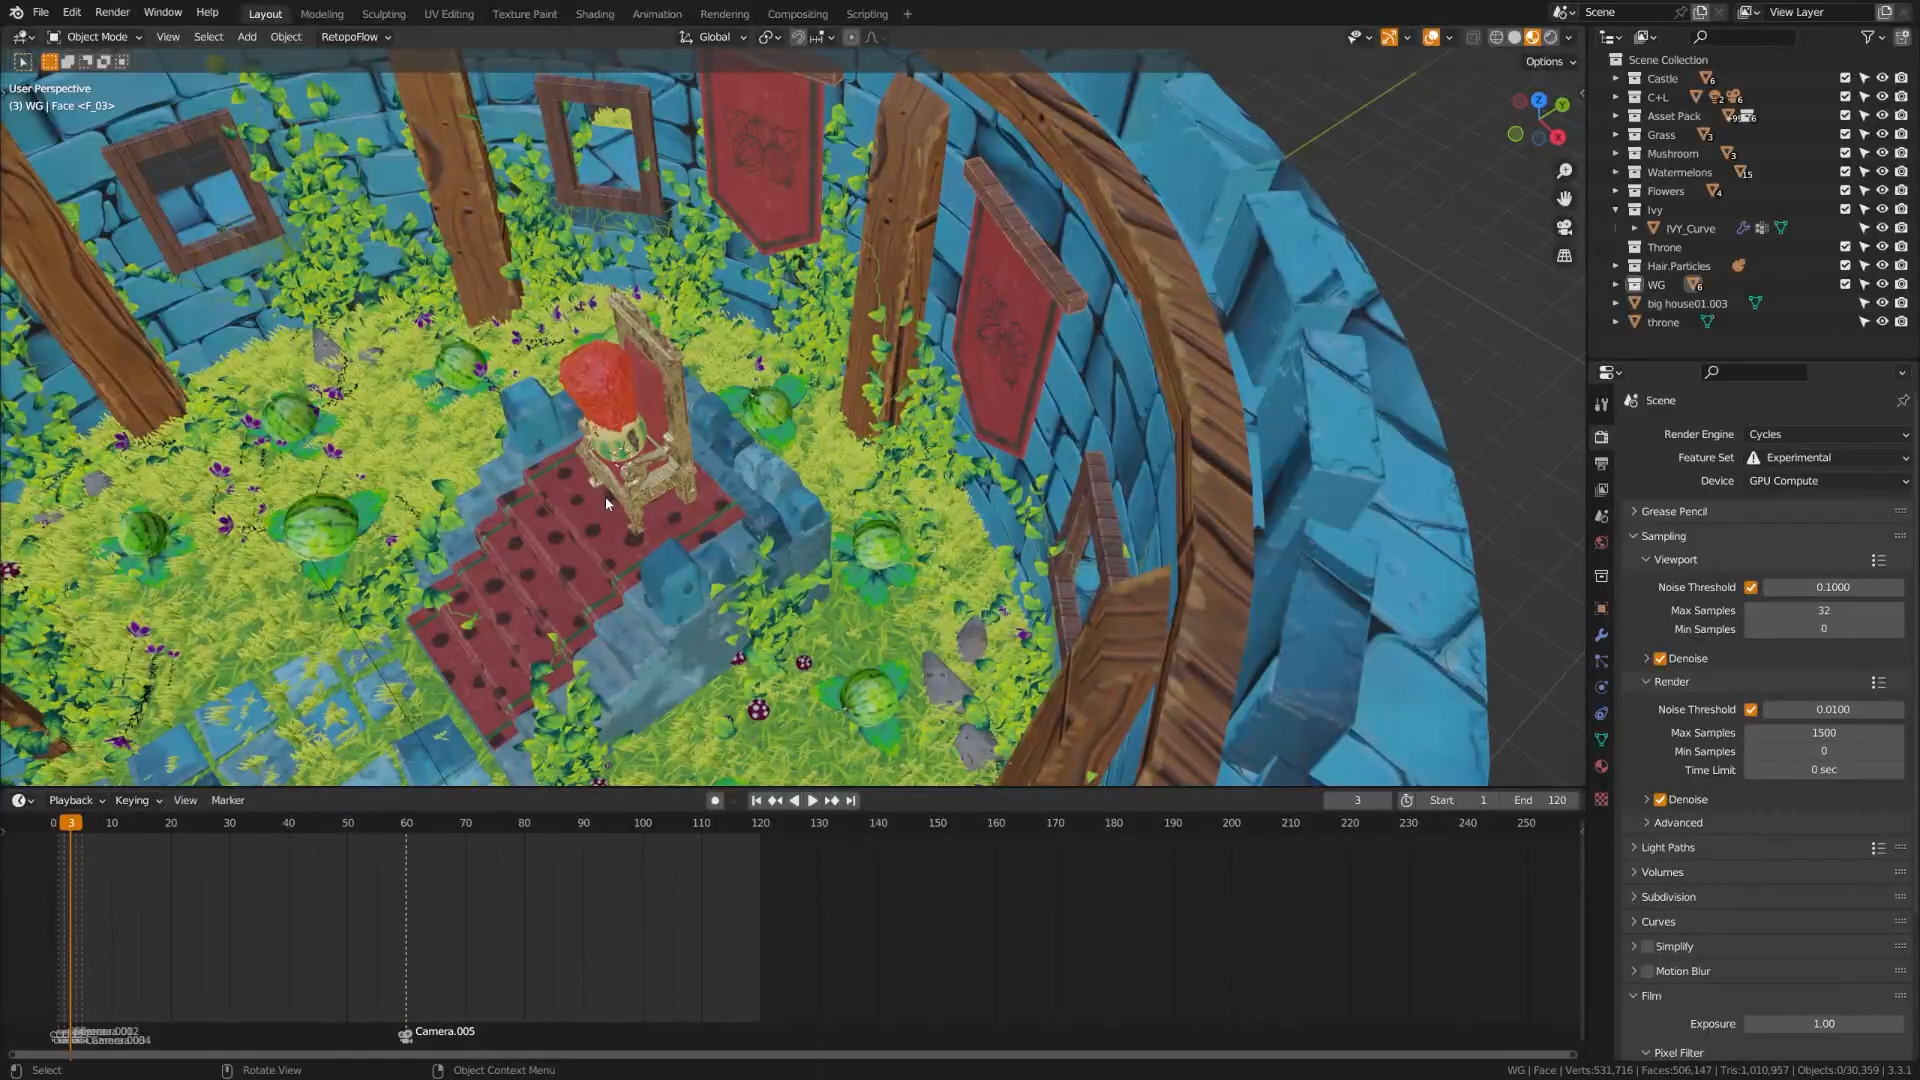 File Edit Render Window Help Layout Modeling Sculpting UV Editing Texture Paint Shading Animation Rendering Compositing Scripting +
Scene View Layer
Object Mode View Select Add Object RetopoFlow Global
Options
User Perspective
(3) WG | Face <F_03>
Z
Y
X
Scene Collection
Castle 6
C+L 2 6
Asset Pack
Grass 3
Mushroom 3
Watermelons 15
Flowers 4
Ivy
IVY_Curve
Throne
Hair.Particles
WG 6
big house01.003
throne
Scene
Render Engine Cycles
Feature Set Experimental
Device GPU Compute
Grease Pencil
Sampling
Viewport
Noise Threshold 0.1000
Max Samples 32
Min Samples 0
Denoise
Render
Noise Threshold 0.0100
Max Samples 1500
Min Samples 0
Time Limit 0 sec
Denoise
Advanced
Light Paths
Volumes
Subdivision
Curves
Simplify
Motion Blur
Film
Exposure 1.00
Pixel Filter
Playback Keying View Marker 3 Start 1 End 120
0 3 10 20 30 40 50 60 70 80 90 100 110 120 130 140 150 160 170 180 190 200 210 220 230 240 250
Camera.005
Select Rotate View Object Context Menu WG | Face | Verts:531,716 | Faces:506,147 | Tris:1,010,957 | Objects:0/30,359 | 3.3.1